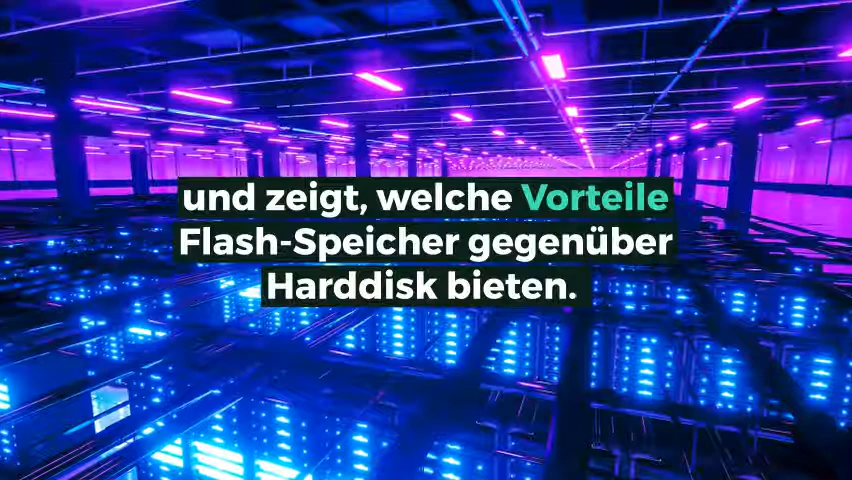 und zeigt, welche Vorteile
Flash-Speicher gegenüber
Harddisk bieten.